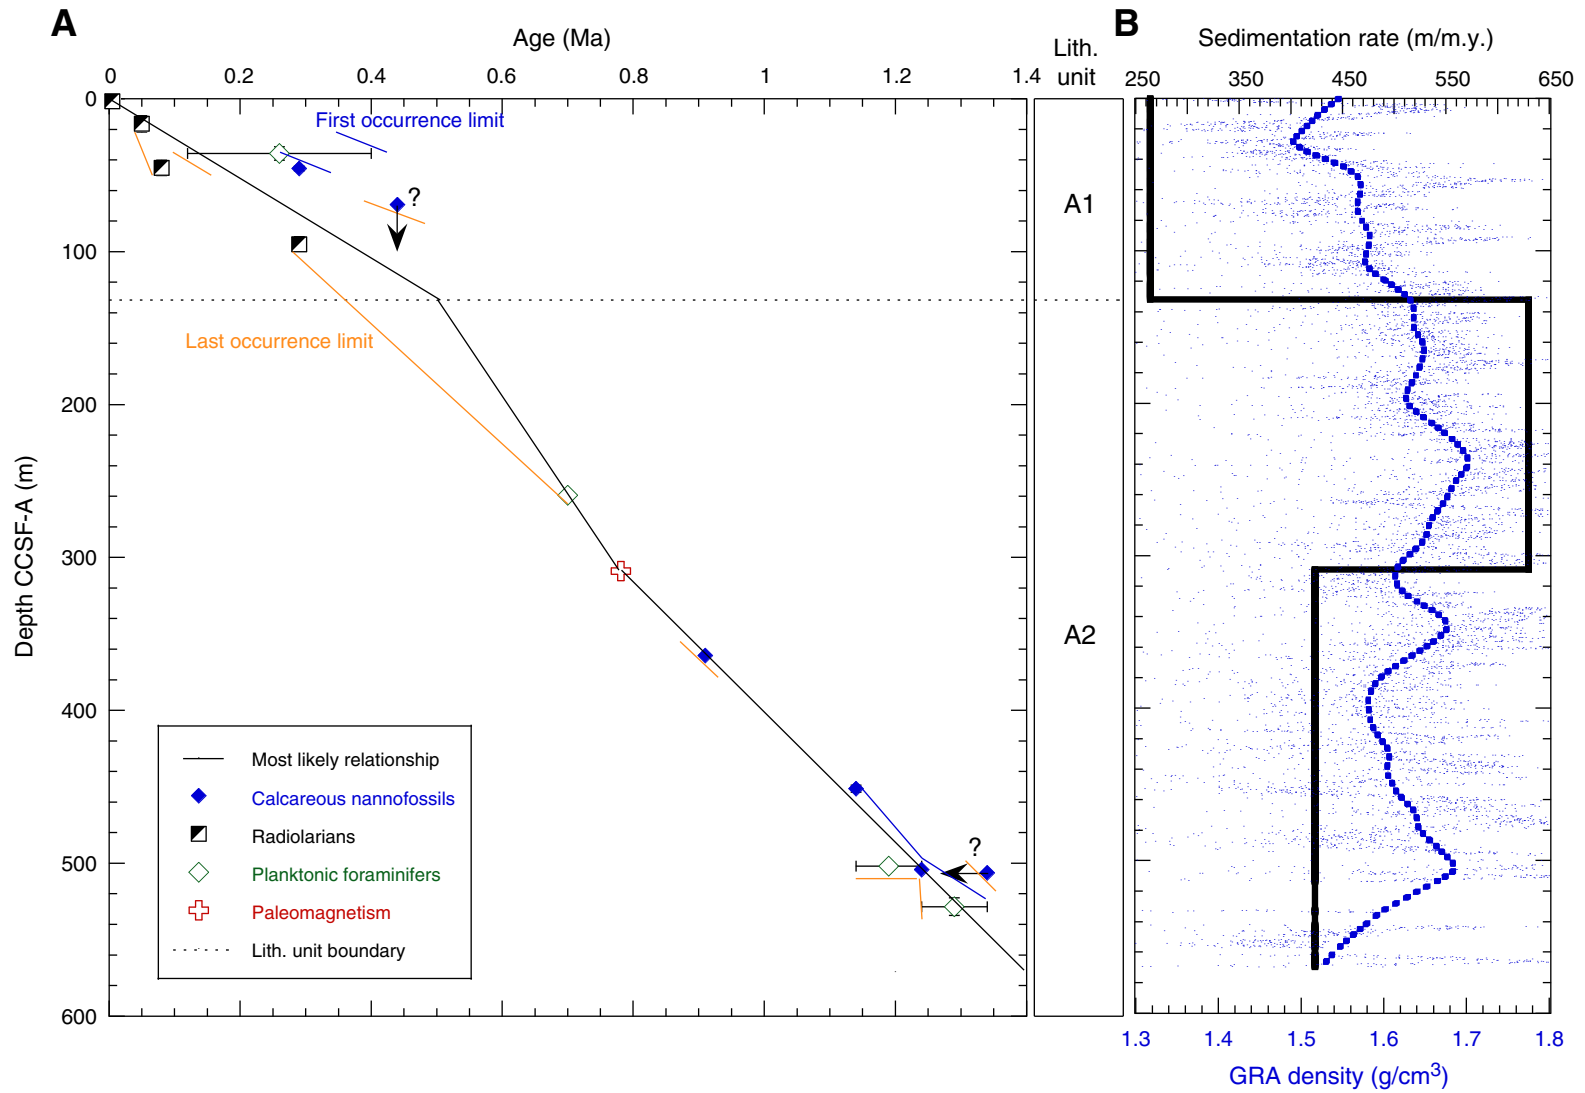 A
B
Age (Ma)
Lith.
unit
Sedimentation rate (m/m.y.)
0 0.2 0.4 0.6 0.8 1 1.2 1.4
250 350 450 550 650
0
100
200
300
400
500
600
Depth CCSF-A (m)
First occurrence limit
?
Last occurrence limit
?
A1
A2
Most likely relationship
Calcareous nannofossils
Radiolarians
Planktonic foraminifers
Paleomagnetism
Lith. unit boundary
1.3 1.4 1.5 1.6 1.7 1.8
GRA density (g/cm³)